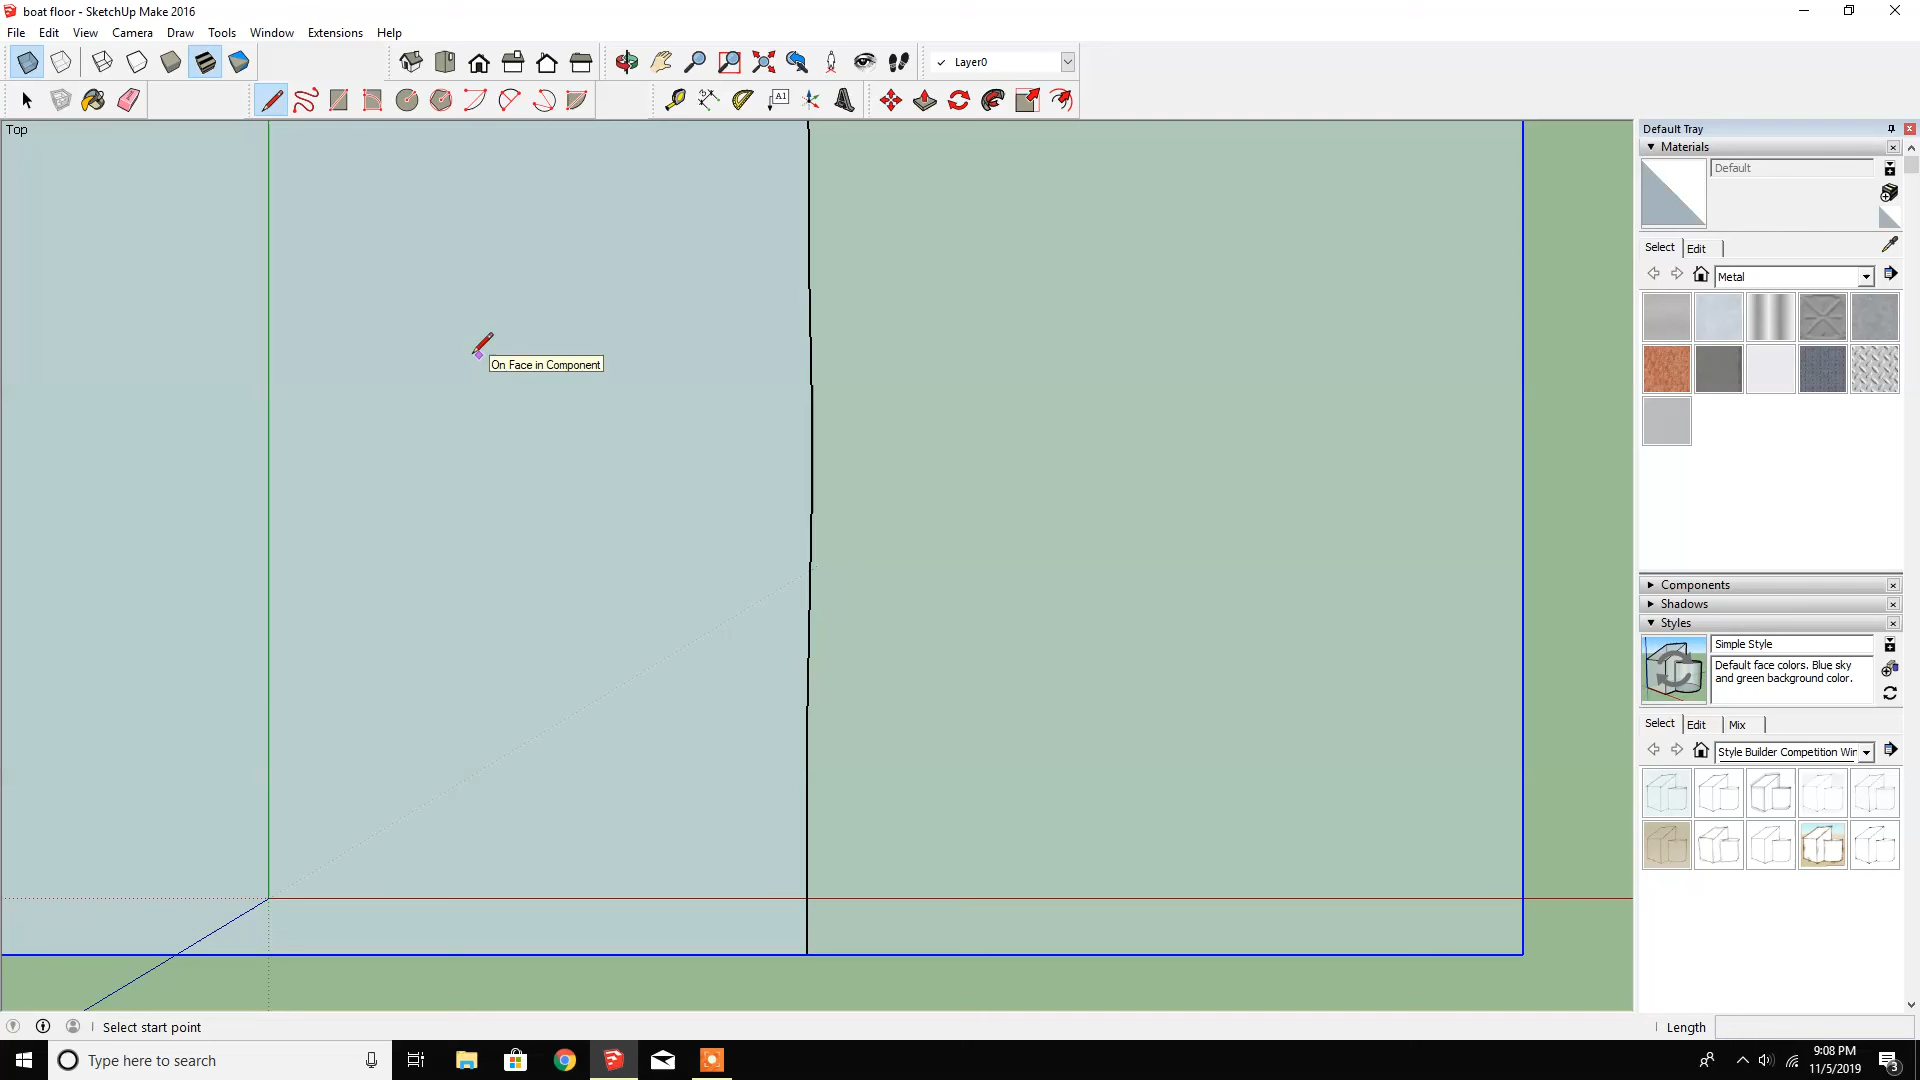 boat floor - SketchUp Make 2016
File Edit View Camera Draw Tools Window Extensions Help
Layer0
A1
Top
On Face in Component
Default Tray
Materials
Default
Select Edit
Metal
Components
Shadows
Styles
Simple Style
Default face colors. Blue sky
and green background color.
Select Edit Mix
Style Builder Competition Wir
Select start point
Length
Type here to search
9:08 PM
11/5/2019
3